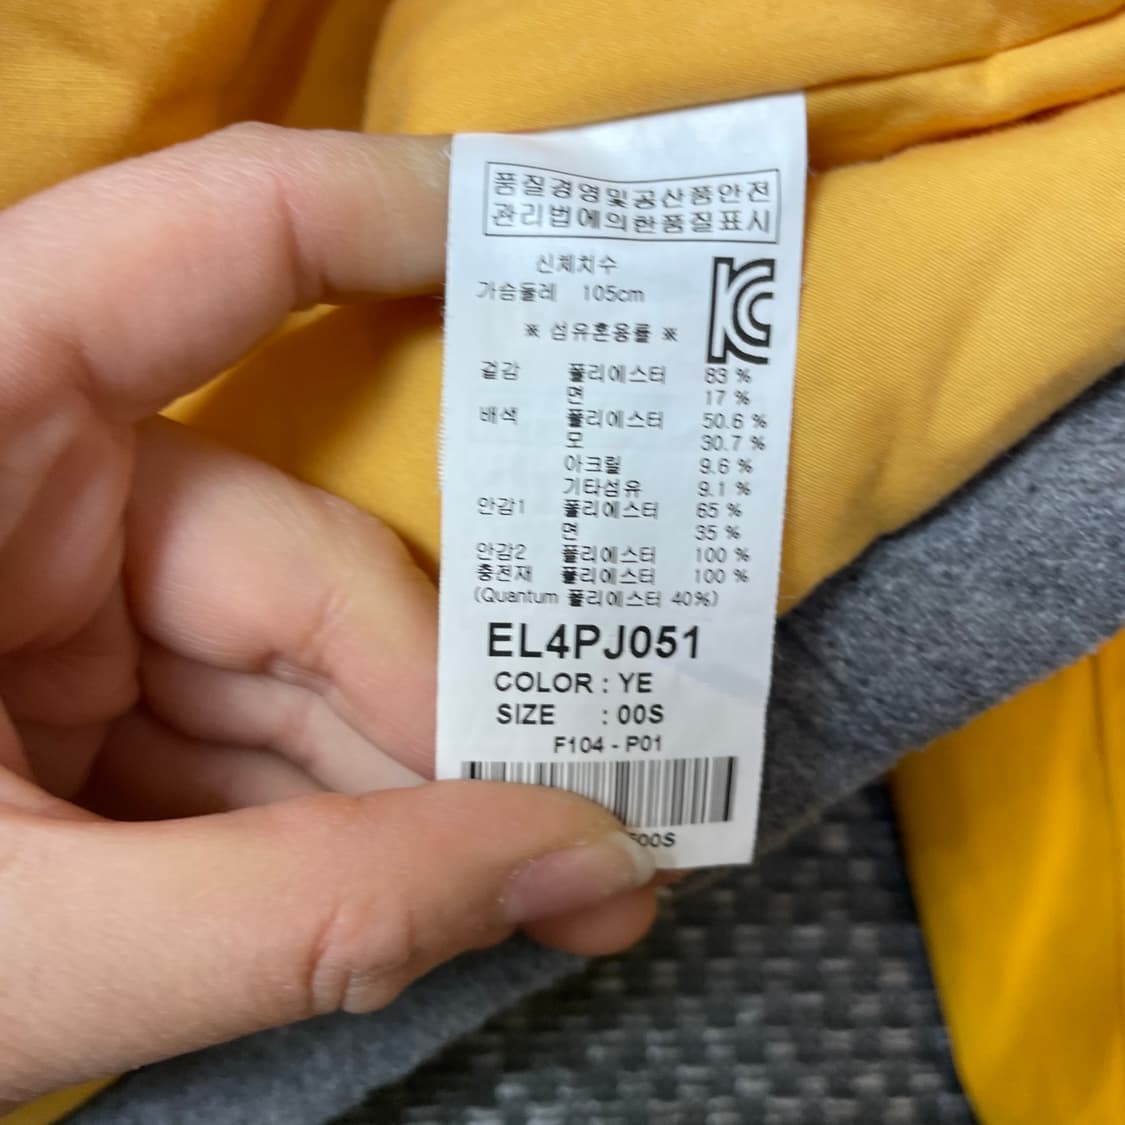 품질경영및공산품안전
관리법에의한품질표시
신체치수
가슴둘레 105cm
※ 섬유혼용률 ※
겉감 폴리에스터 83 %
면 17 %
배색 폴리에스터 50.6 %
모 30.7 %
아크릴 9.6 %
기타섬유 9.1 %
안감1 폴리에스터 65 %
면 35 %
안감2 폴리에스터 100 %
충전재 폴리에스터 100 %
(Quantum 폴리에스터 40%)
EL4PJ051
COLOR : YE
SIZE : 00S
F104 - P01
00S